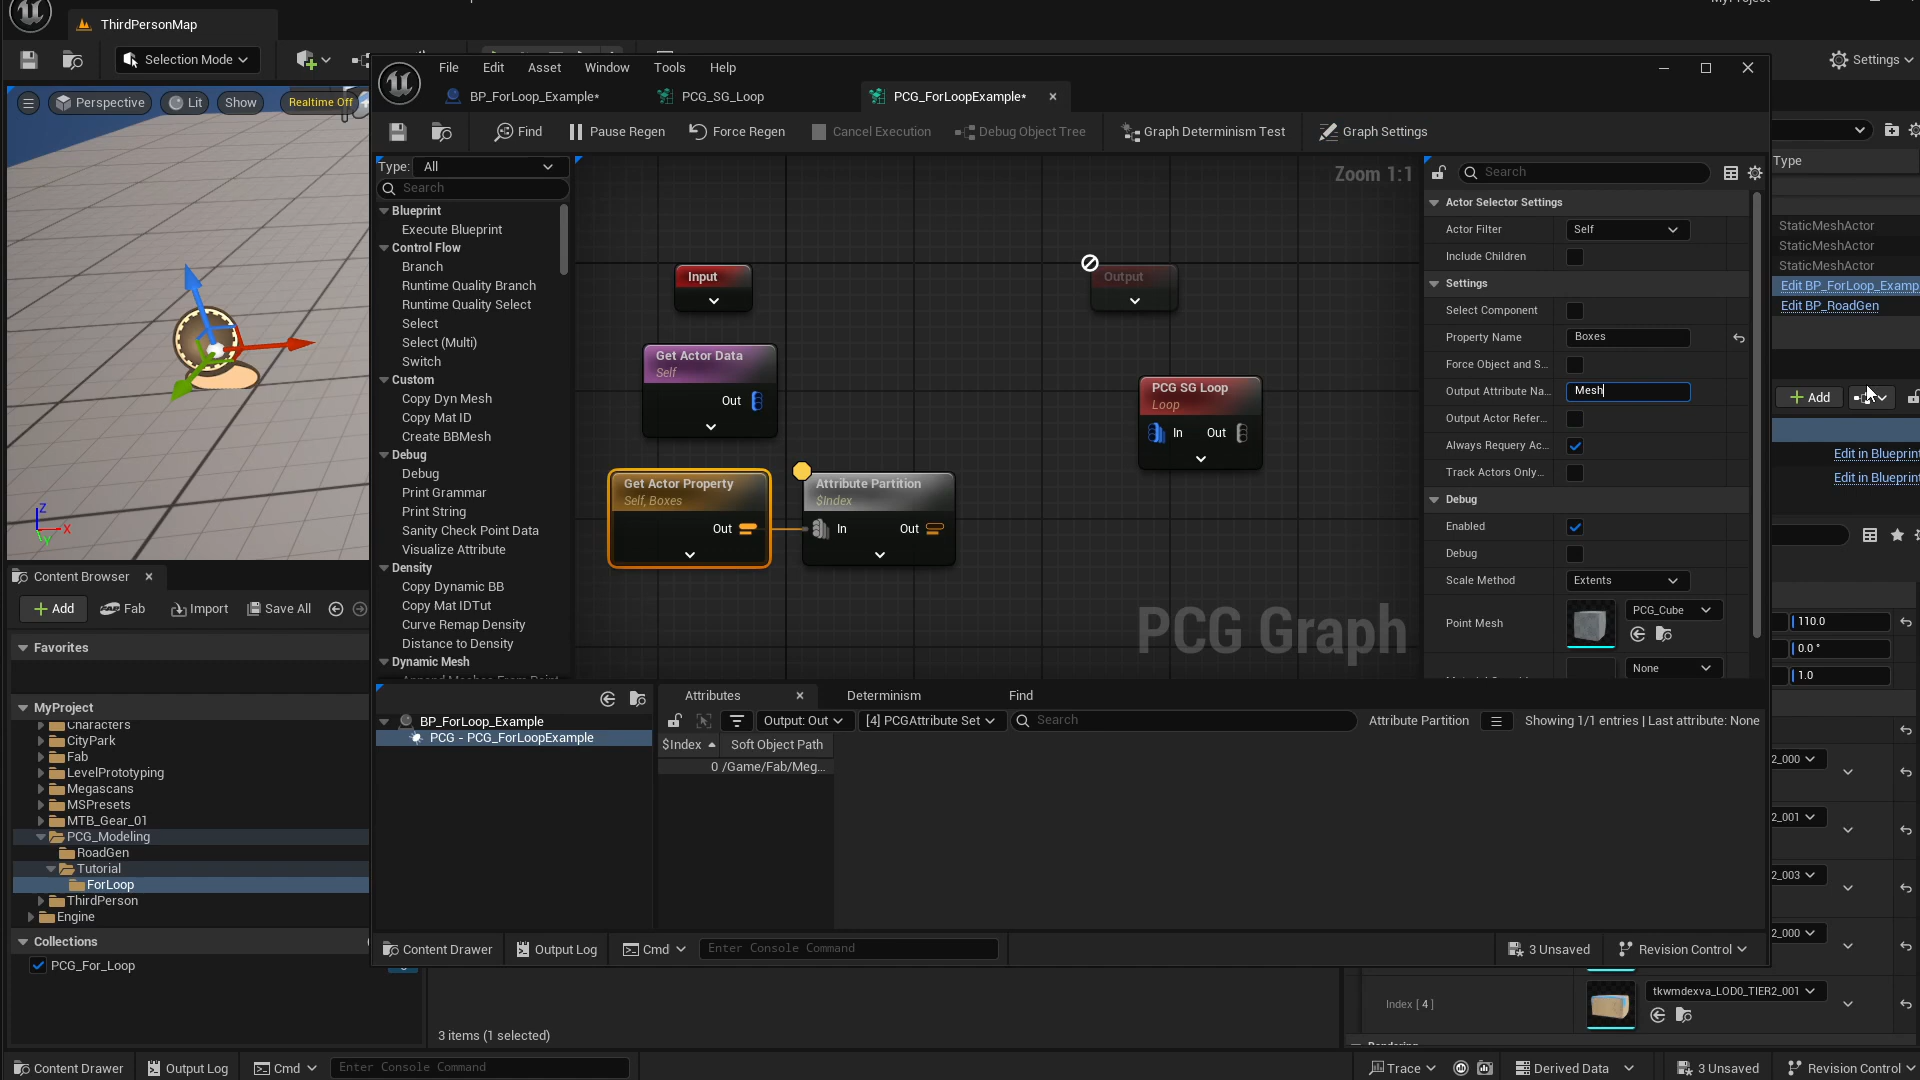 ThirdPersonMap
Selection Mode
Settings
File Edit Asset Window Tools Help
BP_ForLoop_Example* PCG_SG_Loop PCG_ForLoopExample*
Perspective Lit Show Realtime Off
Find Pause Regen Force Regen Cancel Execution Debug Object Tree Graph Determinism Test Graph Settings
Type: All
Search
Blueprint
Execute Blueprint
Control Flow
Branch
Runtime Quality Branch
Runtime Quality Select
Select
Select (Multi)
Switch
Custom
Copy Dyn Mesh
Copy Mat ID
Create BBMesh
Debug
Debug
Print Grammar
Print String
Sanity Check Point Data
Visualize Attribute
Density
Copy Dynamic BB
Copy Mat IDTut
Curve Remap Density
Distance to Density
Dynamic Mesh
Zoom 1:1
Input
Output
Get Actor Data
Self
Out
PCG SG Loop
Loop
In Out
Get Actor Property
Self, Boxes
Out
Attribute Partition
$Index
In Out
PCG Graph
Search
Actor Selector Settings
Actor Filter Self
Include Children
Settings
Select Component
Property Name Boxes
Force Object and S...
Output Attribute Na... Mesh
Output Actor Refer...
Always Requery Ac...
Track Actors Only...
Debug
Enabled
Debug
Scale Method Extents
Point Mesh PCG_Cube
None
Type
StaticMeshActor
StaticMeshActor
StaticMeshActor
Edit BP_ForLoop_Examp
Edit BP_RoadGen
Add
Edit in Blueprint
Edit in Blueprint
110.0
0.0 °
1.0
2_000
2_001
2_003
2_000
Index [ 4 ] tkwmdexva_LOD0_TIER2_001
Z
X
Y
Content Browser
Add Fab Import Save All
Favorites
MyProject
Characters
CityPark
Fab
LevelPrototyping
Megascans
MSPresets
MTB_Gear_01
PCG_Modeling
RoadGen
Tutorial
ForLoop
ThirdPerson
Engine
Collections
PCG_For_Loop
BP_ForLoop_Example
PCG - PCG_ForLoopExample
Attributes Determinism Find
Output: Out [4] PCGAttribute Set Search Attribute Partition Showing 1/1 entries | Last attribute: None
$Index Soft Object Path
0 /Game/Fab/Meg...
Content Drawer Output Log Cmd Enter Console Command 3 Unsaved Revision Control
3 items (1 selected)
Content Drawer Output Log Cmd Enter Console Command Trace Derived Data 3 Unsaved Revision Control